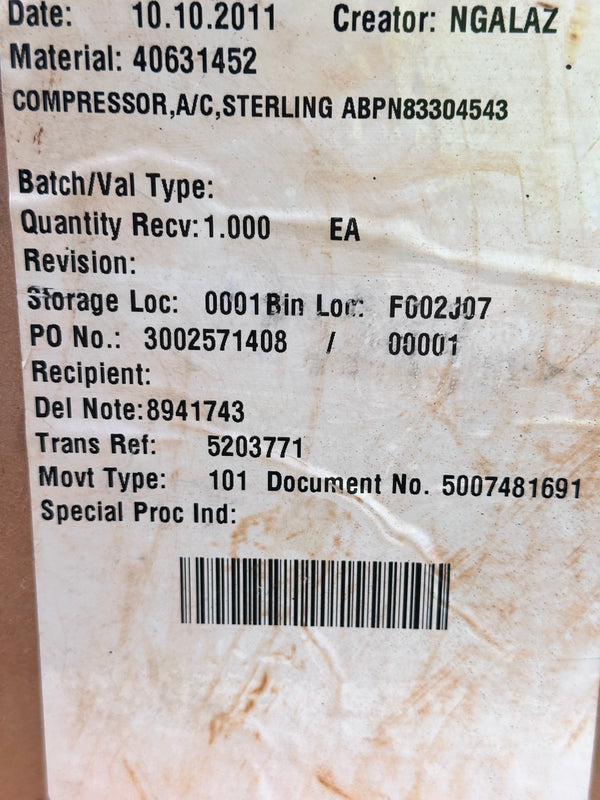 Date: 10.10.2011 Creator: NGALAZ
Material: 40631452
COMPRESSOR,A/C,STERLING ABPN83304543
Batch/Val Type:
Quantity Recv: 1.000 EA
Revision:
Storage Loc: 0001 Bin Loc: F002J07
PO No.: 3002571408 / 00001
Recipient:
Del Note: 8941743
Trans Ref: 5203771
Movt Type: 101 Document No. 5007481691
Special Proc Ind: